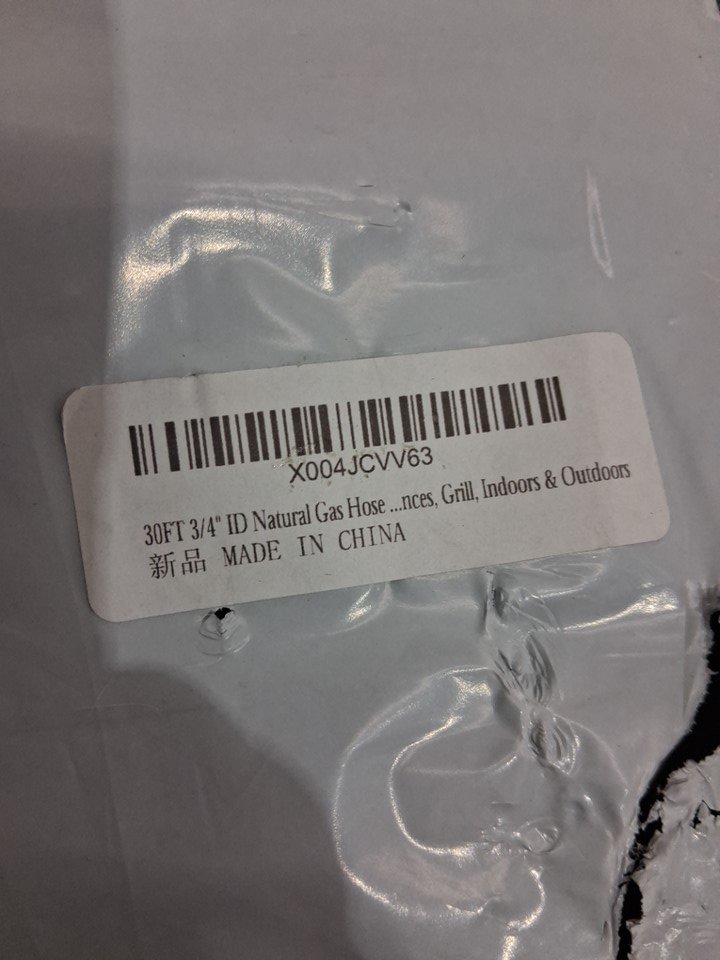 X004JCVV63
30FT 3/4" ID Natural Gas Hose ...nces, Grill, Indoors & Outdoors
新品 MADE IN CHINA